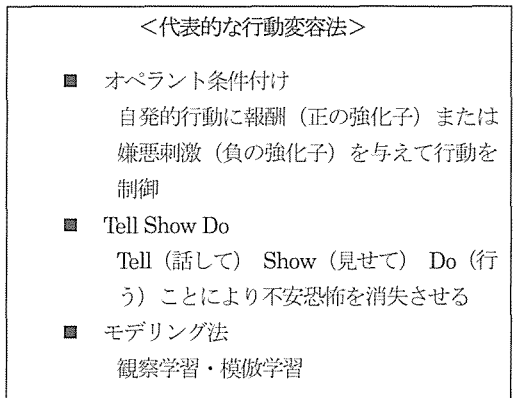 <代表的な行動変容法>
■ オペラント条件付け
自発的行動に報酬（正の強化子）または
嫌悪刺激（負の強化子）を与えて行動を
制御
■ Tell Show Do
Tell（話して） Show（見せて） Do（行
う）ことにより不安恐怖を消失させる
■ モデリング法
観察学習・模倣学習